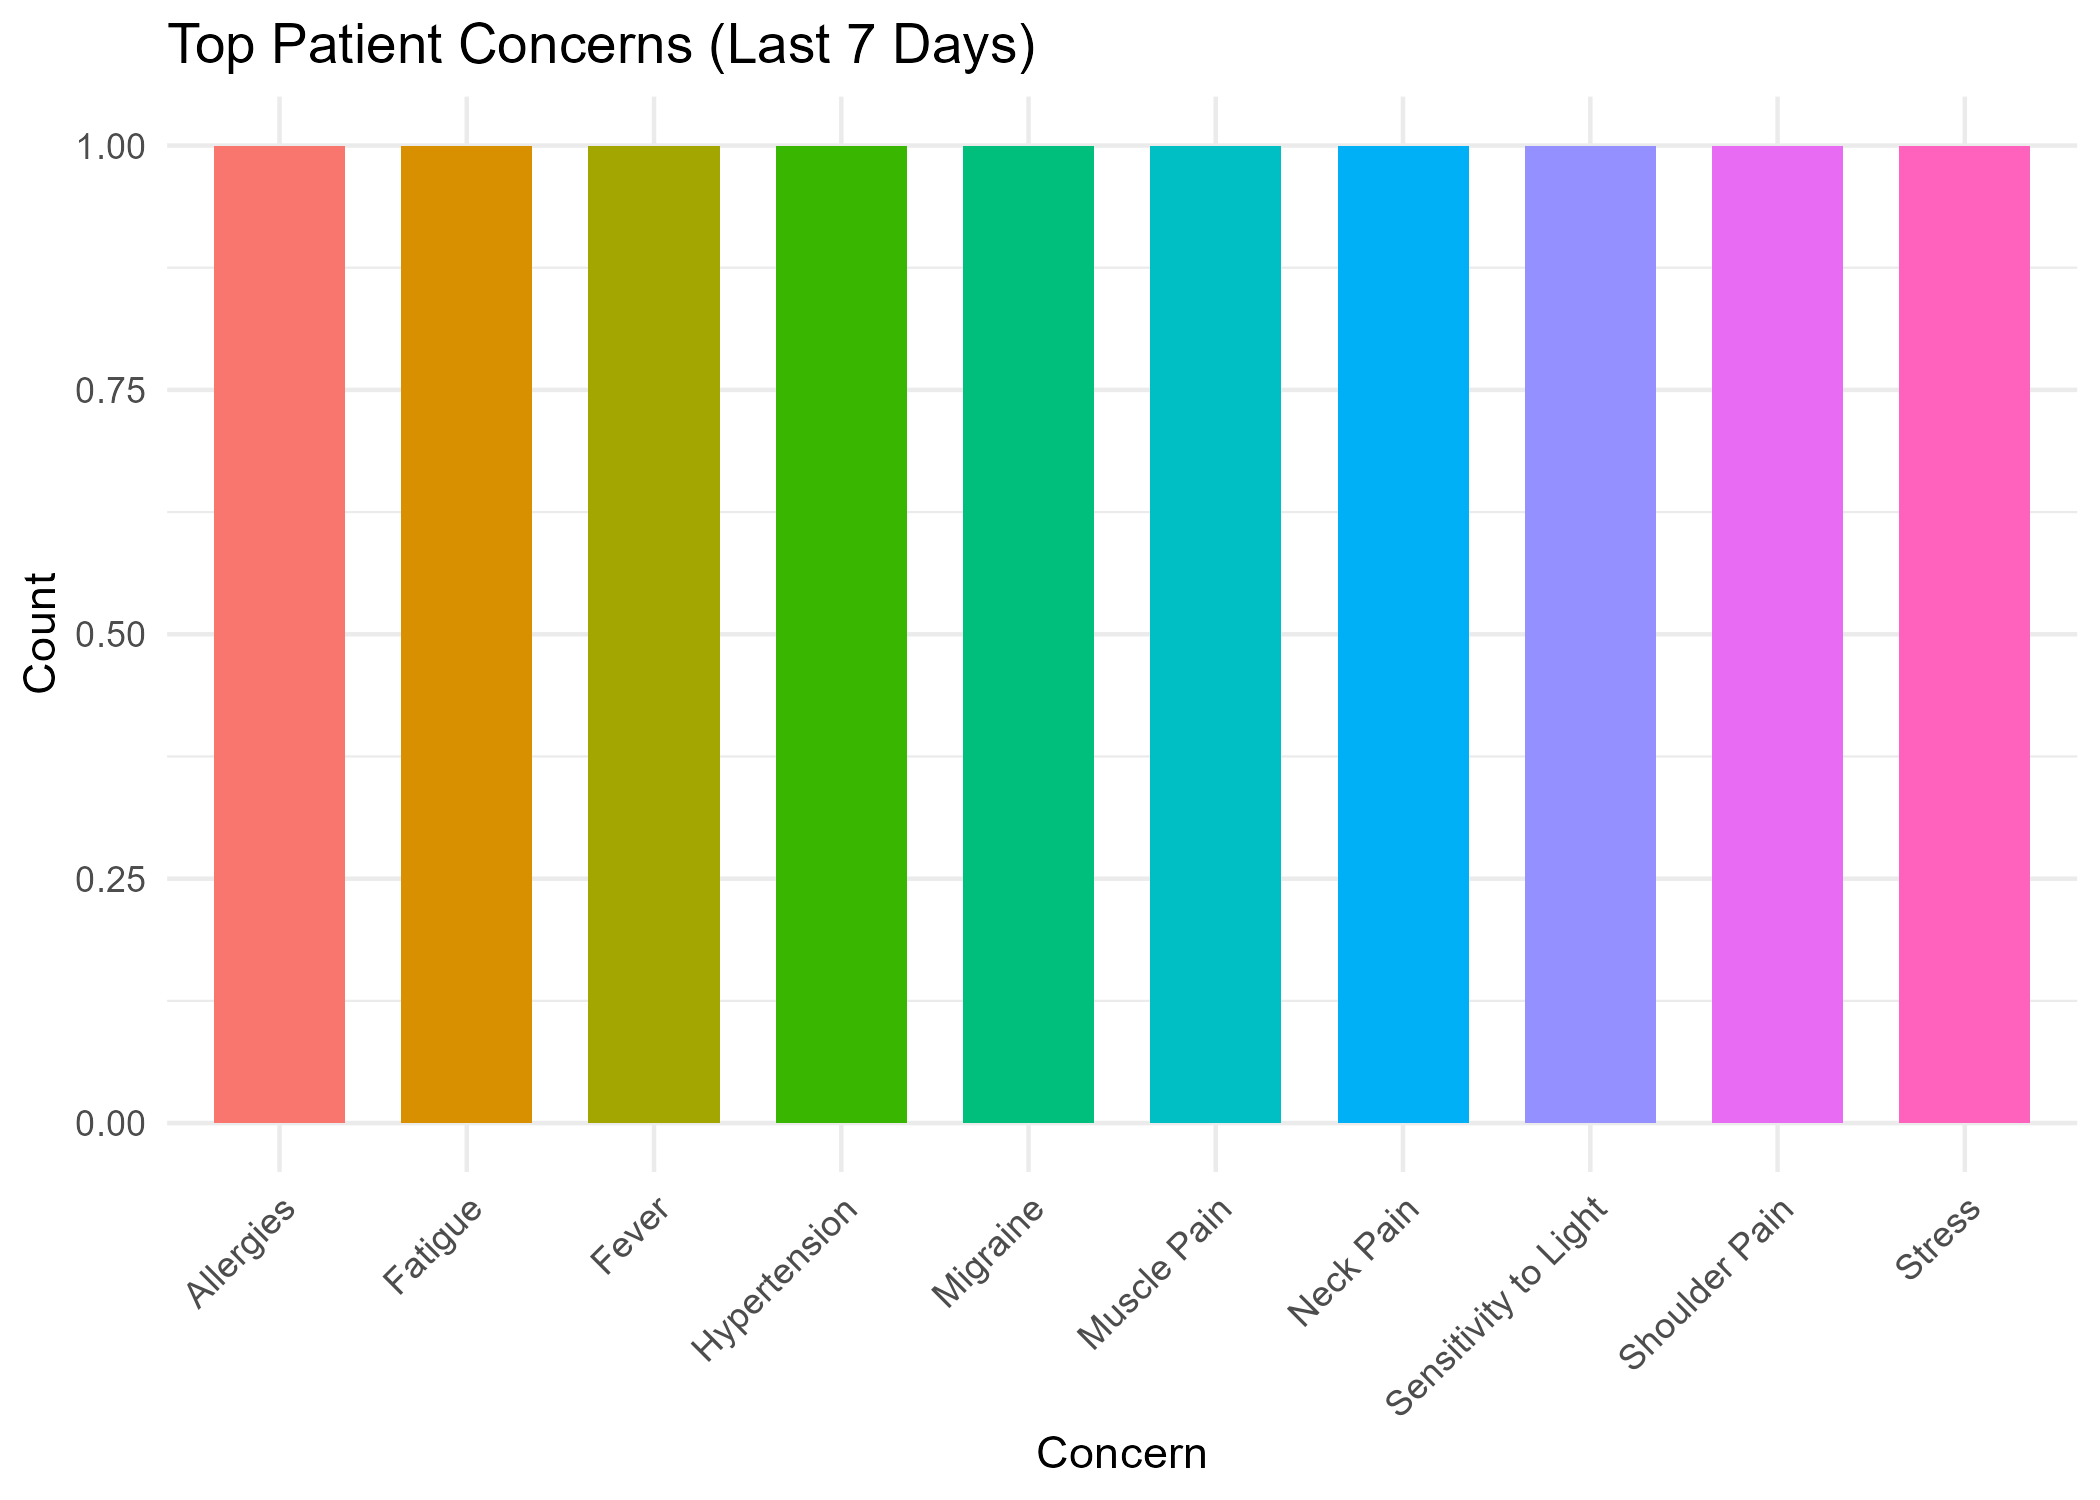 Top Patient Concerns (Last 7 Days)
1.00
0.75
0.50
0.25
0.00
Count
Allergies
Fatigue
Fever
Hypertension
Migraine
Muscle Pain
Neck Pain
Sensitivity to Light
Shoulder Pain
Stress
Concern